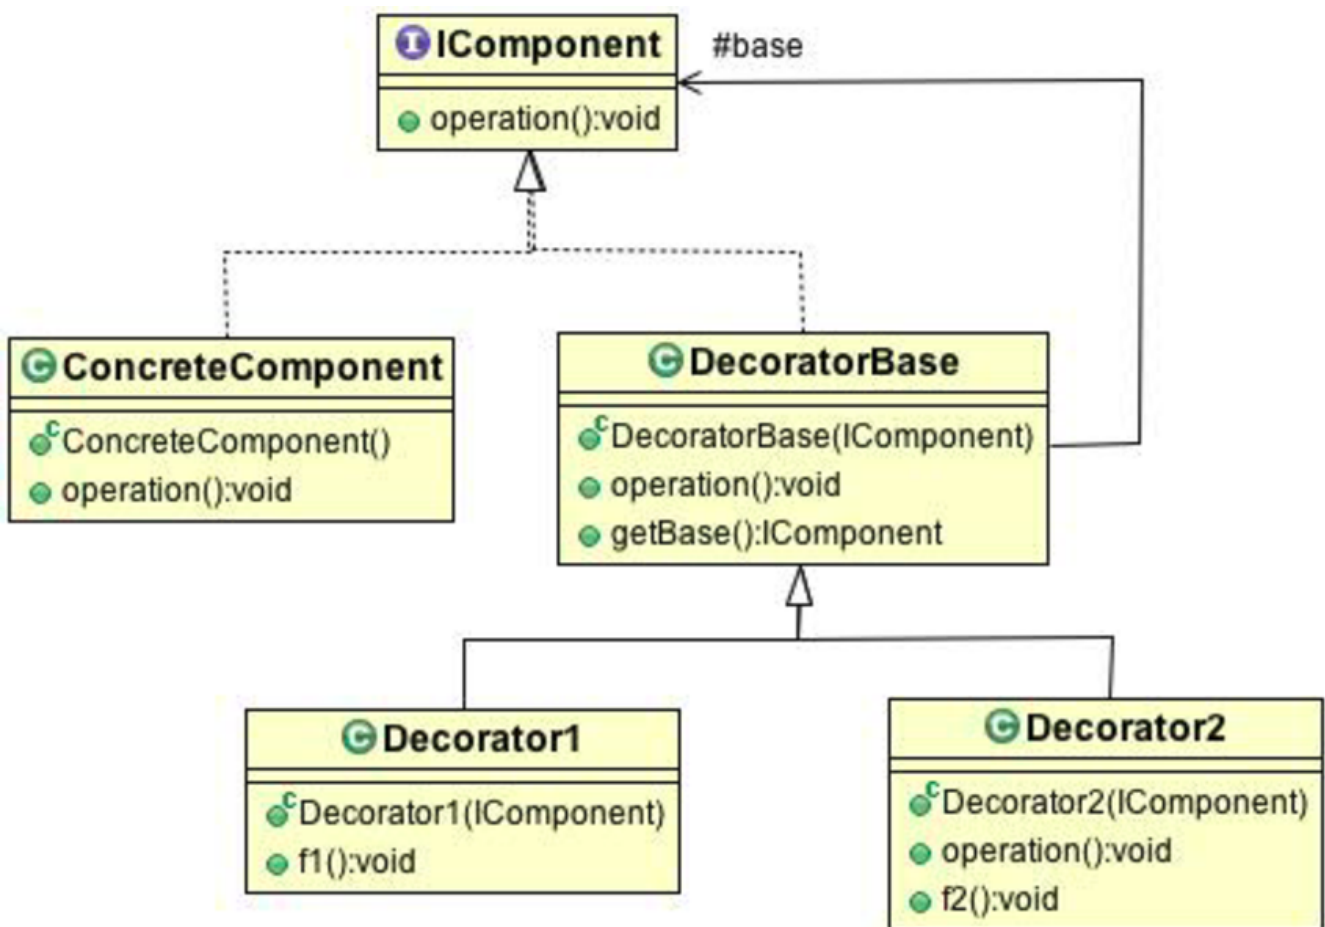 IComponent
#base
operation():void
ConcreteComponent
ConcreteComponent()
operation():void
DecoratorBase
DecoratorBase(IComponent)
operation():void
getBase():IComponent
Decorator1
Decorator1(IComponent)
f1():void
Decorator2
Decorator2(IComponent)
operation():void
f2():void